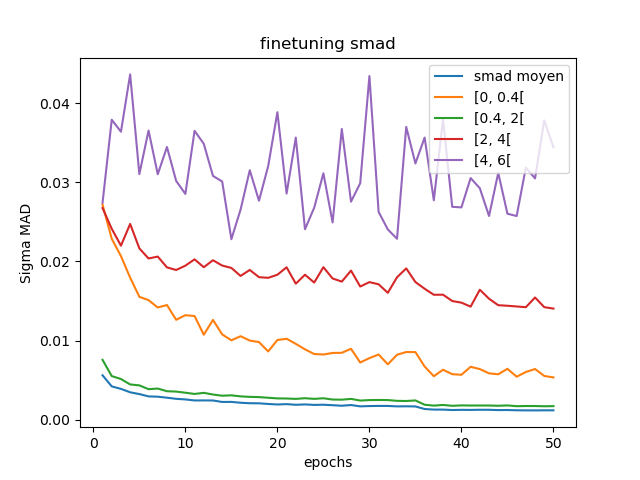 finetuning smad
smad moyen
[0, 0.4[
[0.4, 2[
[2, 4[
[4, 6[
Sigma MAD
0.04
0.03
0.02
0.01
0.00
0 10 20 30 40 50
epochs